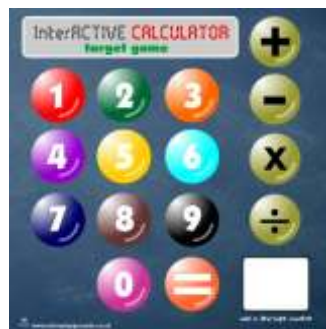 InterACTIVE CALCULATOR
target game
+
1 2 3
-
4 5 6
x
7 8 9
÷
0 =